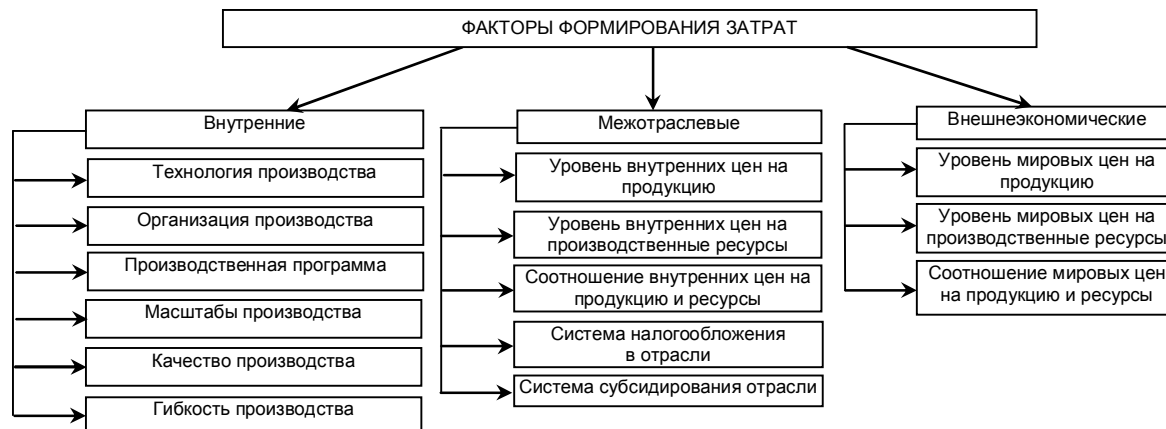 ФАКТОРЫ ФОРМИРОВАНИЯ ЗАТРАТ
Внутренние
Технология производства
Организация производства
Производственная программа
Масштабы производства
Качество производства
Гибкость производства
Межотраслевые
Уровень внутренних цен на
продукцию
Уровень внутренних цен на
производственные ресурсы
Соотношение внутренних цен на
продукцию и ресурсы
Система налогообложения
в отрасли
Система субсидирования отрасли
Внешнеэкономические
Уровень мировых цен на
продукцию
Уровень мировых цен на
производственные ресурсы
Соотношение мировых цен
на продукцию и ресурсы